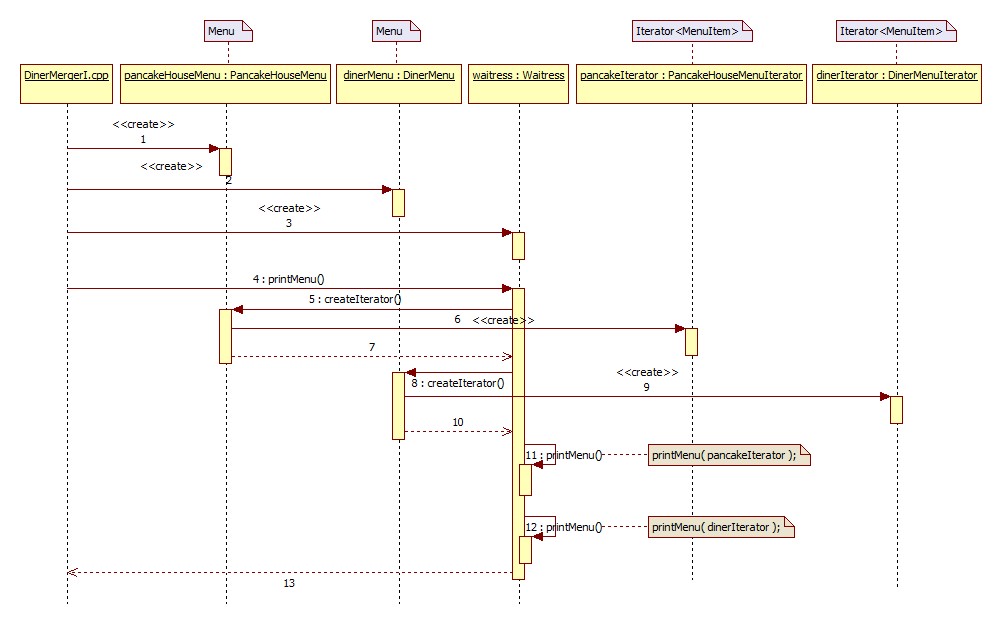 Menu
Menu
Iterator<MenuItem>
Iterator<MenuItem>
DinerMergerI.cpp
pancakeHouseMenu : PancakeHouseMenu
dinerMenu : DinerMenu
waitress : Waitress
pancakeIterator : PancakeHouseMenuIterator
dinerIterator : DinerMenuIterator
<<create>>
1
<<create>>
2
<<create>>
3
4 : printMenu()
5 : createIterator()
6 <<create>>
7
<<create>>
8 : createIterator()
9
10
11 : printMenu()
printMenu( pancakeIterator );
12 : printMenu()
printMenu( dinerIterator );
13